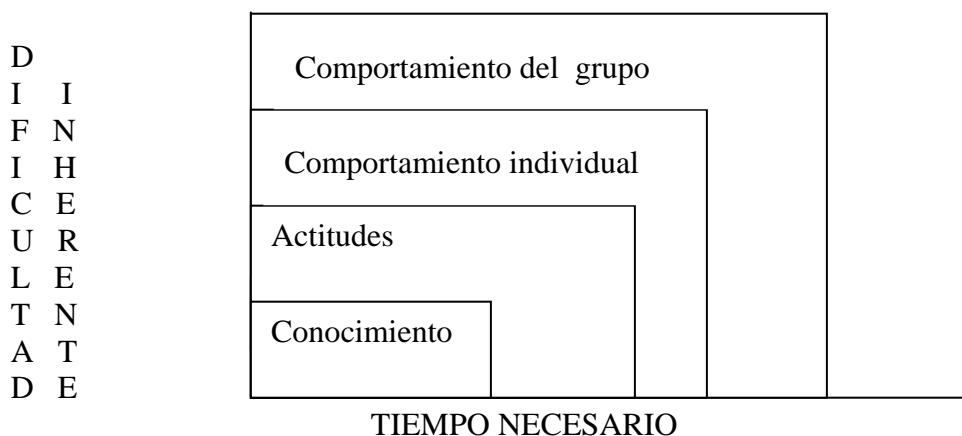 DIFICULTAD
INHERENTE
Comportamiento del grupo
Comportamiento individual
Actitudes
Conocimiento
TIEMPO NECESARIO